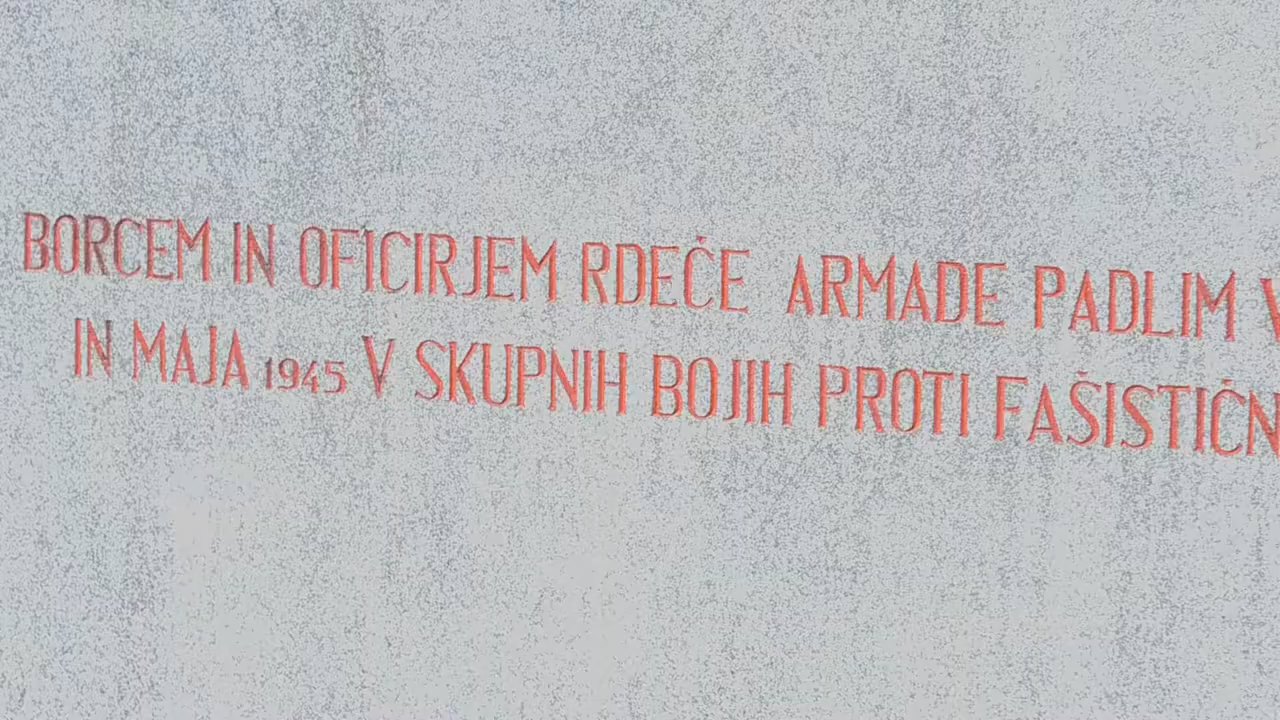 BORCEM IN OFICIRJEM RDEČE ARMADE PADLIM V
IN MAJA 1945 V SKUPNIH BOJIH PROTI FAŠISTIČN